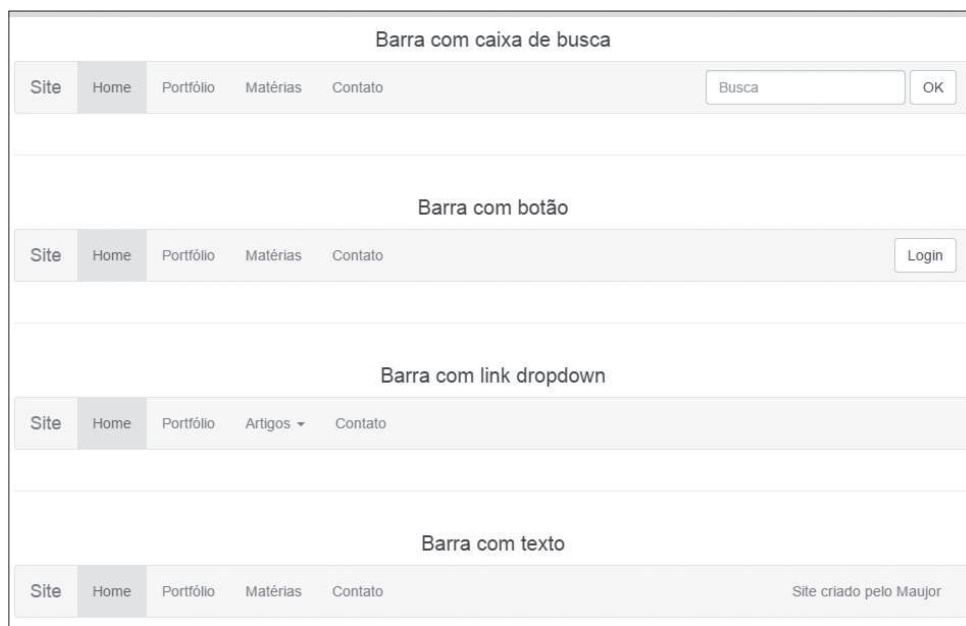 Barra com caixa de busca
Site Home Portfólio Matérias Contato Busca OK
Barra com botão
Site Home Portfólio Matérias Contato Login
Barra com link dropdown
Site Home Portfólio Artigos Contato
Barra com texto
Site Home Portfólio Matérias Contato Site criado pelo Maujor